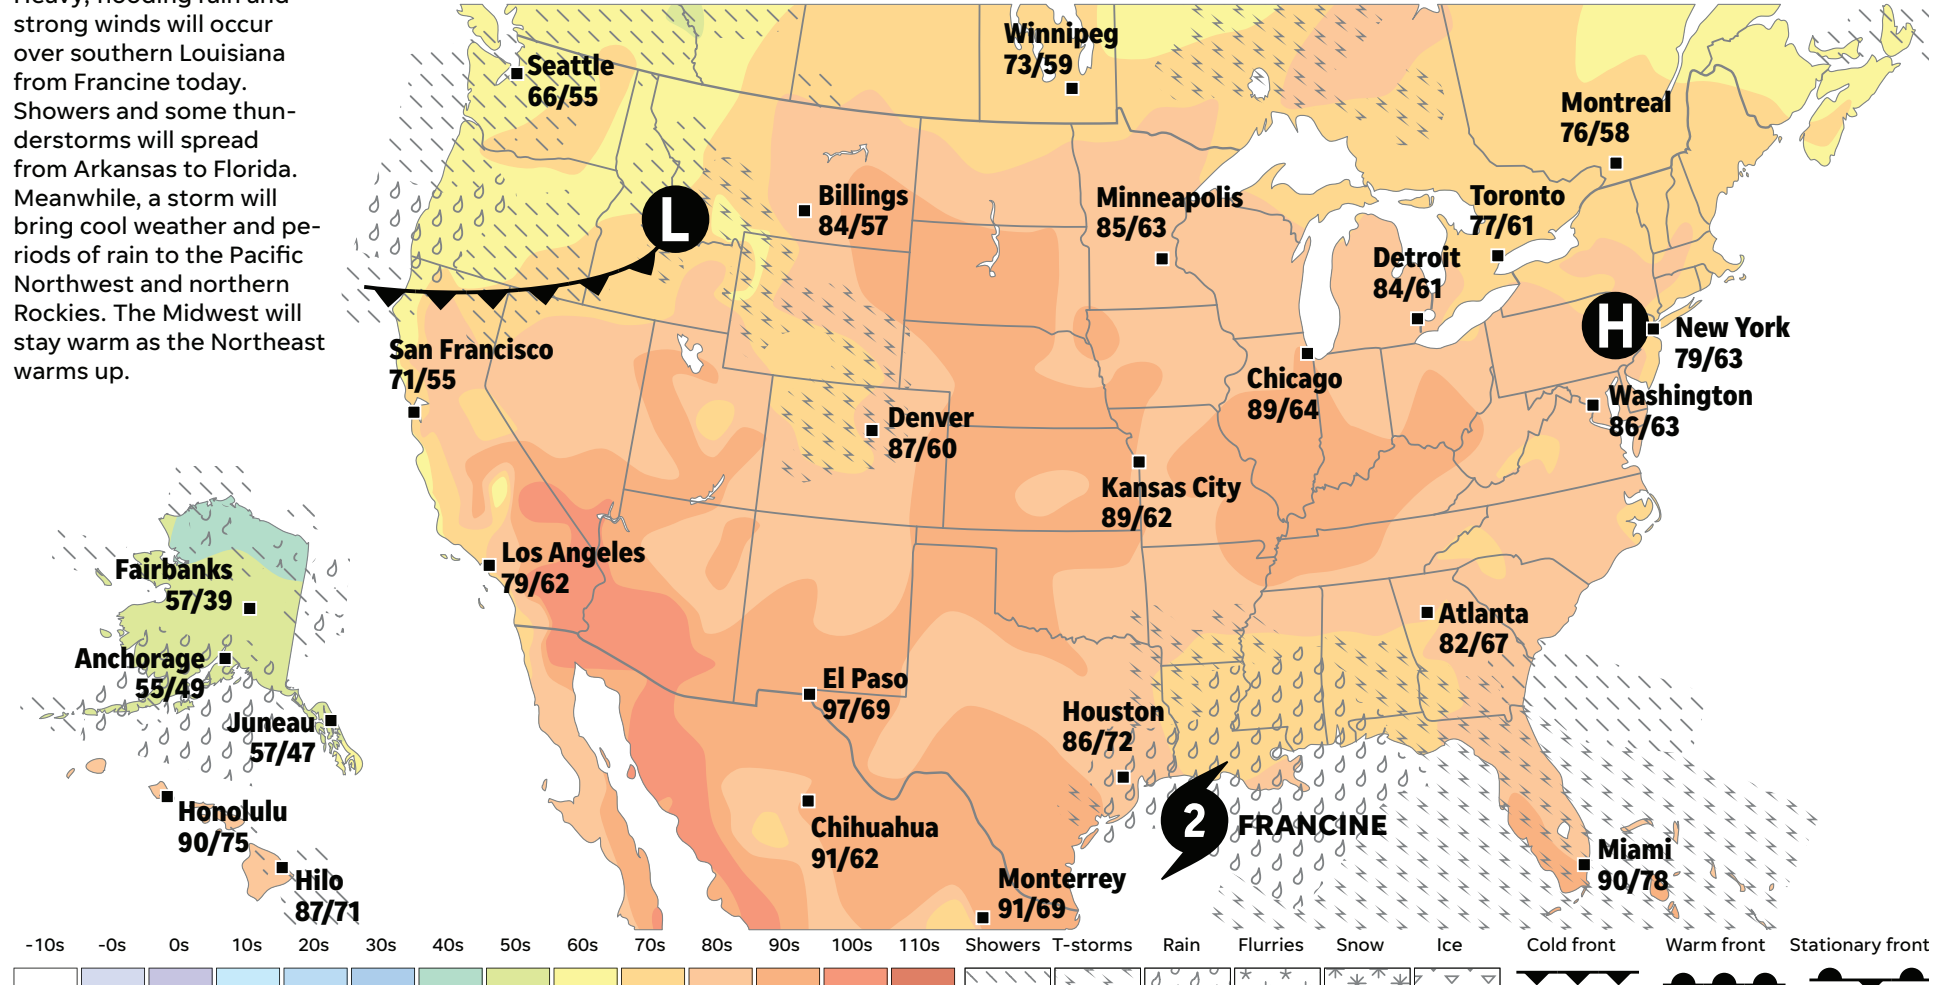 Heavy, flooding rain and
strong winds will occur
over southern Louisiana
from Francine today.
Showers and some thun-
derstorms will spread
from Arkansas to Florida.
Meanwhile, a storm will
bring cool weather and pe-
riods of rain to the Pacific
Northwest and northern
Rockies. The Midwest will
stay warm as the Northeast
warms up.
Winnipeg
73/59
Seattle
66/55
Montreal
76/58
Billings
84/57
Minneapolis
85/63
Toronto
77/61
L
Detroit
84/61
H
New York
79/63
San Francisco
71/55
Chicago
89/64
Washington
86/63
Denver
87/60
Kansas City
89/62
Los Angeles
79/62
Fairbanks
57/39
Atlanta
82/67
Anchorage
55/49
El Paso
97/69
Houston
86/72
Juneau
57/47
Honolulu
90/75
2 FRANCINE
Chihuahua
91/62
Miami
90/78
Hilo
87/71
Monterrey
91/69
-10s -0s 0s 10s 20s 30s 40s 50s 60s 70s 80s 90s 100s 110s Showers T-storms Rain Flurries Snow Ice Cold front Warm front Stationary front